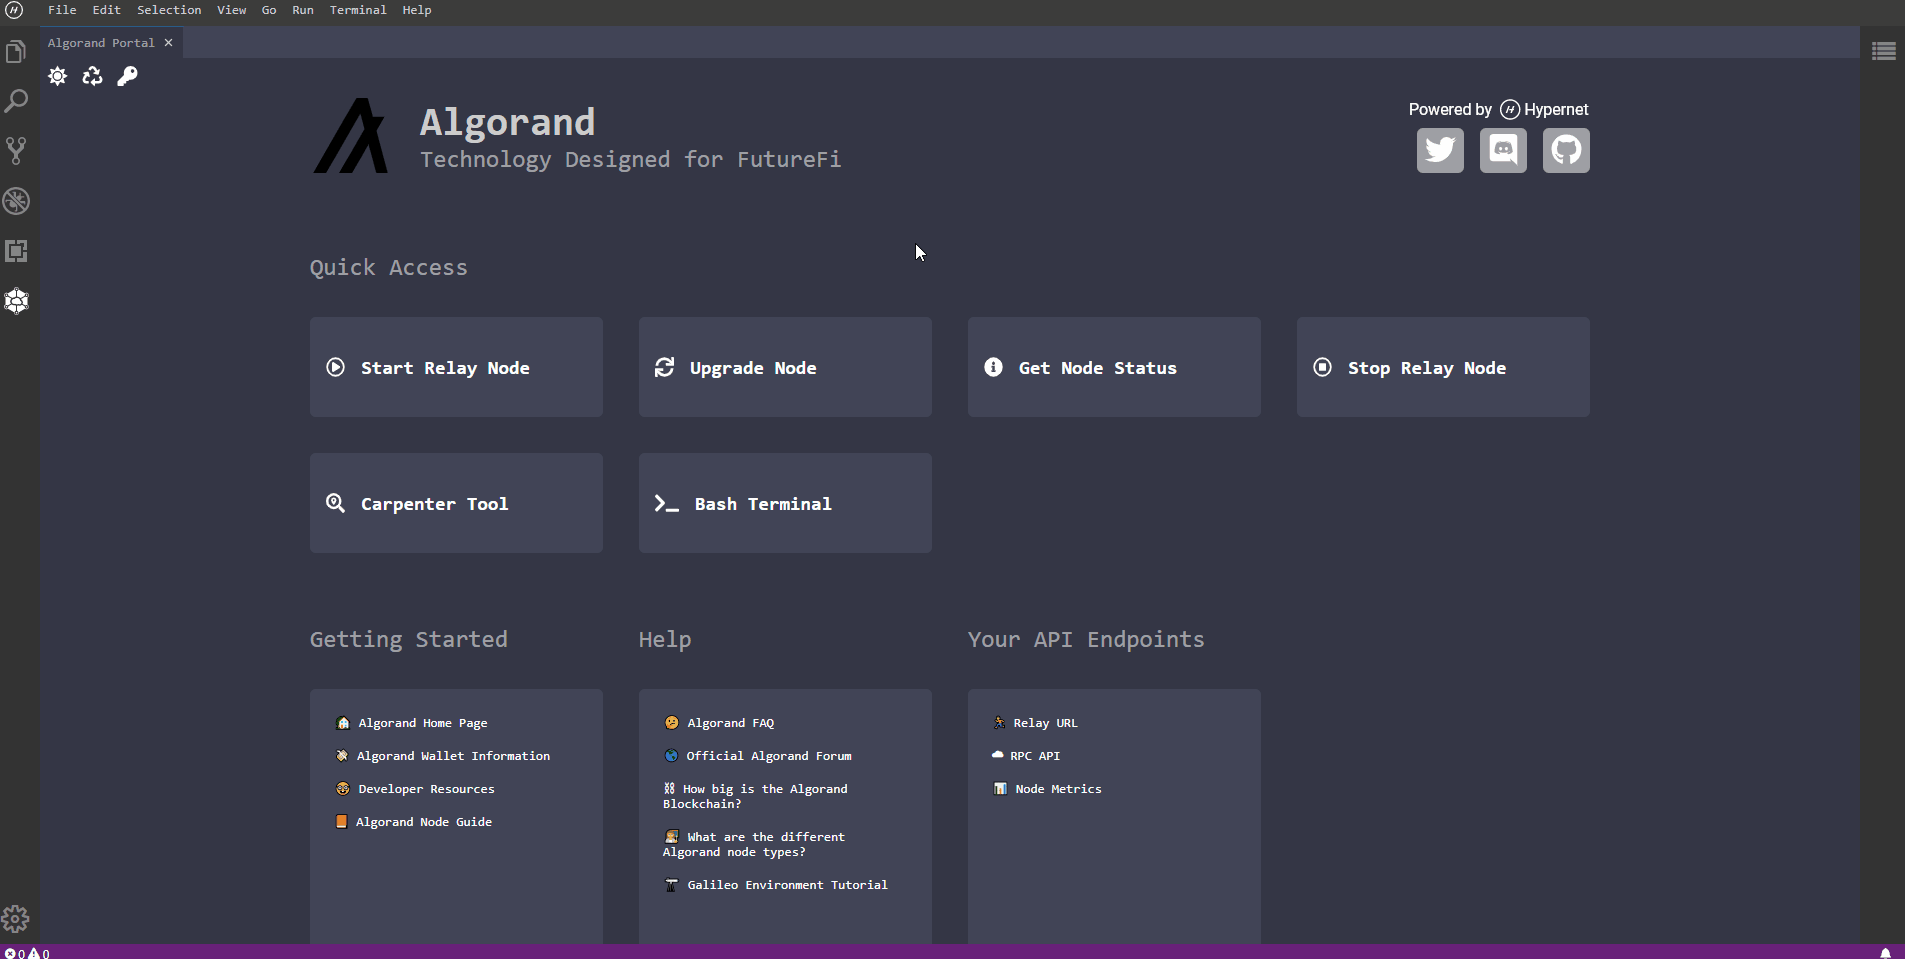 File Edit Selection View Go Run Terminal Help
Algorand Portal
Algorand
Technology Designed for FutureFi
Powered by H Hypernet
Quick Access
Start Relay Node
Upgrade Node
Get Node Status
Stop Relay Node
Carpenter Tool
Bash Terminal
Getting Started
Algorand Home Page
Algorand Wallet Information
Developer Resources
Algorand Node Guide
Help
Algorand FAQ
Official Algorand Forum
How big is the Algorand
Blockchain?
What are the different
Algorand node types?
Galileo Environment Tutorial
Your API Endpoints
Relay URL
RPC API
Node Metrics
0 0